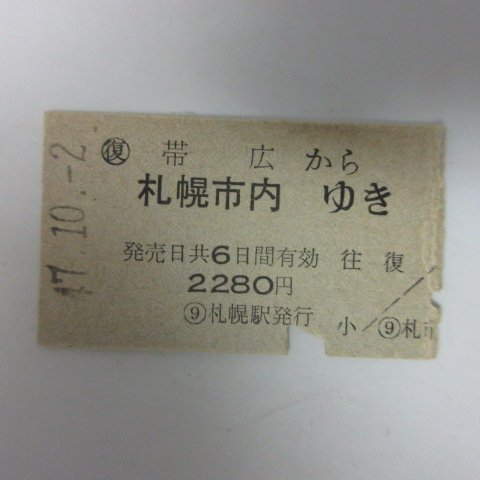 ㊝ 帯広から
札幌市内 ゆき
発売日共6日間有効 往復
2280円
⑨札幌駅発行 小 ⑨札
47.10.-2